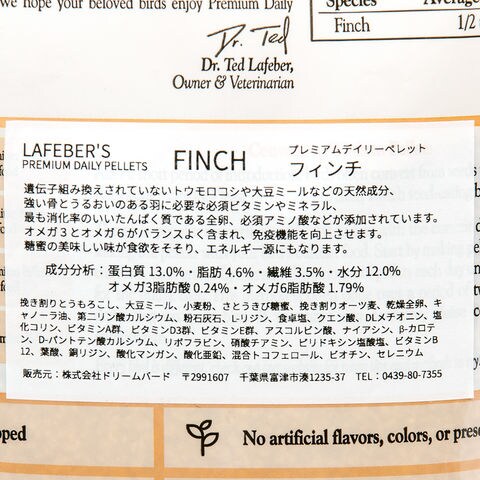 we hope your beloved birds enjoy Premium Daily
Dr. Ted
Dr. Ted Lafeber,
Owner & Veterinarian
Species
Average
Finch
1/2
LAFEBER'S
PREMIUM DAILY PELLETS
FINCH
プレミアムデイリーペレット
フィンチ
遺伝子組み換えされていないトウモロコシや大豆ミールなどの天然成分、
強い骨とうるおいのある羽に必要な必須ビタミンやミネラル、
最も消化率のいいたんぱく質である全卵、必須アミノ酸などが添加されています。
オメガ3とオメガ6がバランスよく含まれ、免疫機能を向上させます。
糖蜜の美味しい味が食欲をそそり、エネルギー源にもなります。
成分分析：蛋白質 13.0%・脂肪 4.6%・繊維 3.5%・水分 12.0%
オメガ3脂肪酸 0.24%・オメガ6脂肪酸 1.79%
挽き割りとうもろこし、大豆ミール、小麦粉、さとうきび糖蜜、挽き割りオーツ麦、乾燥全卵、キ
ャノーラ油、第二リン酸カルシウム、粉石灰石、L-リジン、食卓塩、クエン酸、DLメチオニン、塩
化コリン、ビタミンA群、ビタミンD3群、ビタミンE群、アスコルビン酸、ナイアシン、β-カロテ
ン、D-パントテン酸カルシウム、リボフラビン、硝酸チアミン、ピリドキシン塩酸塩、ビタミンB
12、葉酸、銅リジン、酸化マンガン、酸化亜鉛、混合トコフェロール、ビオチン、セレニウム
販売元：株式会社ドリームバード 〒2991607 千葉県富津市湊1235-37 TEL：0439-80-7355
pped
No artificial flavors, colors, or prese